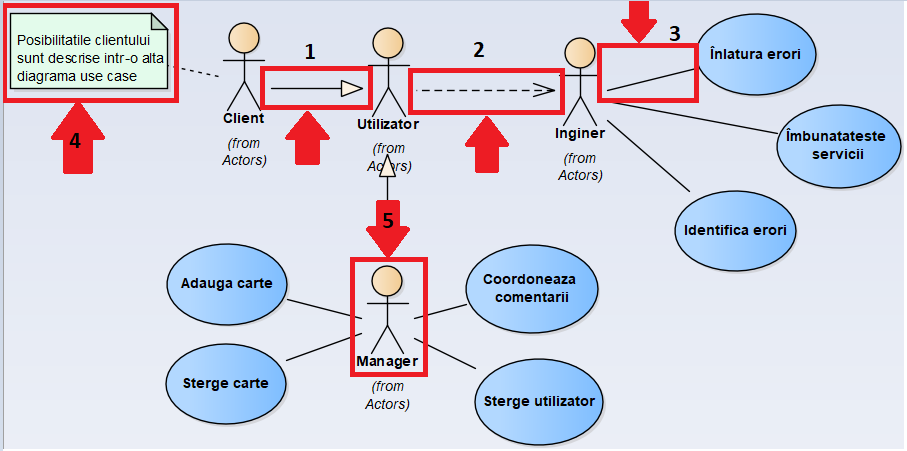 Posibilitatile clientului
sunt descrise intr-o alta
diagrama use case
4
1
2
3
Client
(from
Actors)
Utilizator
(from
Actors)
Inginer
(from
Actors)
Înlatura erori
Îmbunatateste
servicii
Identifica erori
5
Manager
(from
Actors)
Adauga carte
Sterge carte
Coordoneaza
comentarii
Sterge utilizator